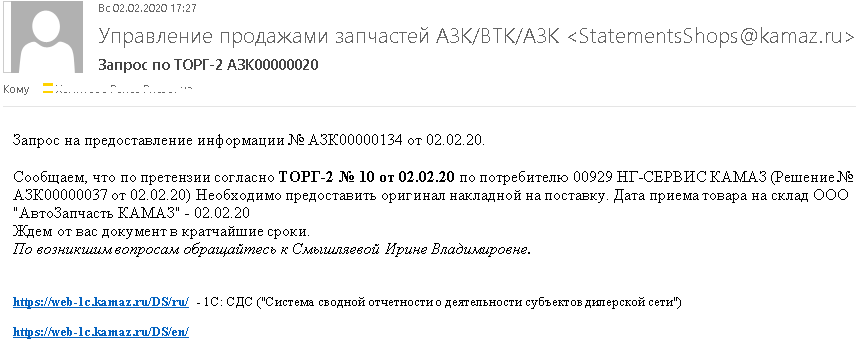 Вс 02.02.2020 17:27
Управление продажами запчастей АЗК/ВТК/АЗК <StatementsShops@kamaz.ru>
Запрос по ТОРГ-2 АЗК00000020
Кому
Запрос на предоставление информации № АЗК00000134 от 02.02.20.
Сообщаем, что по претензии согласно ТОРГ-2 № 10 от 02.02.20 по потребителю 00929 НГ-СЕРВИС КАМАЗ (Решение №
АЗК00000037 от 02.02.20) Необходимо предоставить оригинал накладной на поставку. Дата приема товара на склад ООО
"АвтоЗапчасть КАМАЗ" - 02.02.20
Ждем от вас документ в кратчайшие сроки.
По возникшим вопросам обращайтесь к Смышляевой Ирине Владимировне.
https://web-1c.kamaz.ru/DS/ru/ - 1С: СДС ("Система сводной отчетности о деятельности субъектов диперской сети")
https://web-1c.kamaz.ru/DS/en/